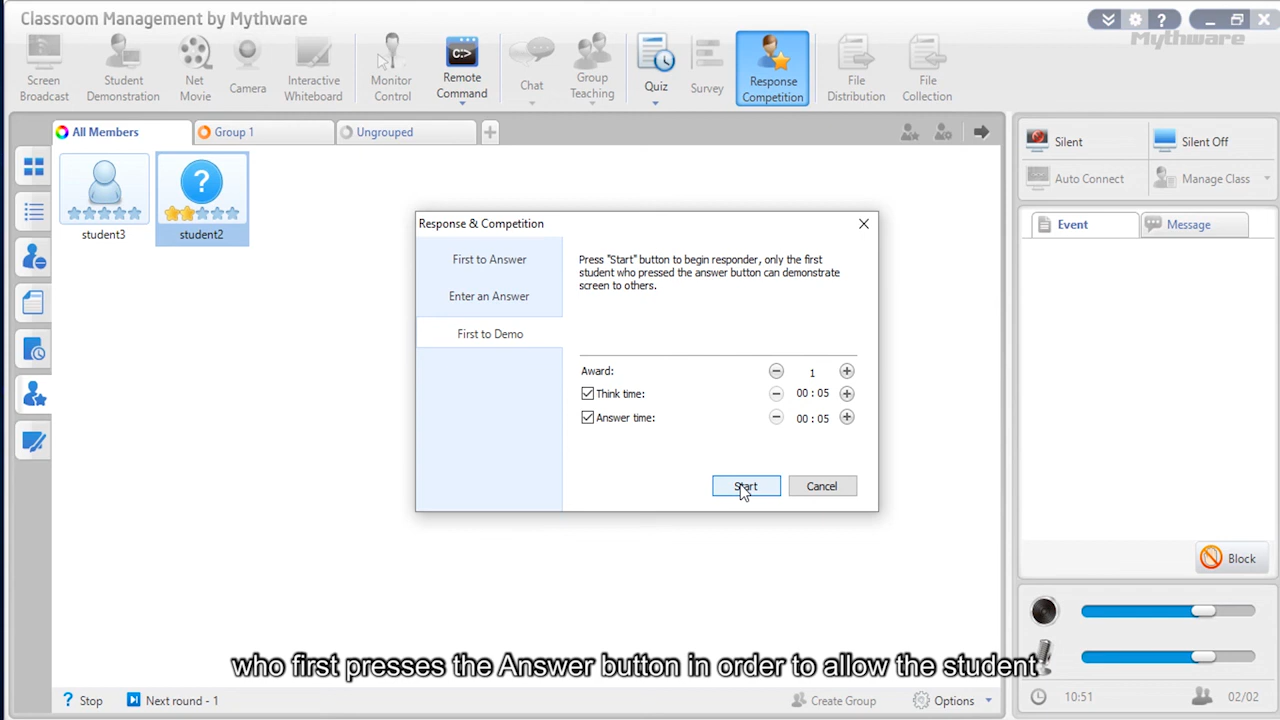 Classroom Management by Mythware
Mythware
Screen Broadcast
Student Demonstration
Net Movie
Camera
Interactive Whiteboard
Monitor Control
C:>
Remote Command
Chat
Group Teaching
Quiz
Survey
Response Competition
File Distribution
File Collection
All Members
Group 1
Ungrouped
student3
student2
Silent
Silent Off
Auto Connect
Manage Class
Event
Message
Response & Competition
First to Answer
Enter an Answer
First to Demo
Press "Start" button to begin responder, only the first
student who pressed the answer button can demonstrate
screen to others.
Award:
1
Think time:
00 : 05
Answer time:
00 : 05
Start
Cancel
Block
who first presses the Answer button in order to allow the student
Stop
Next round - 1
Create Group
Options
10:51
02/02